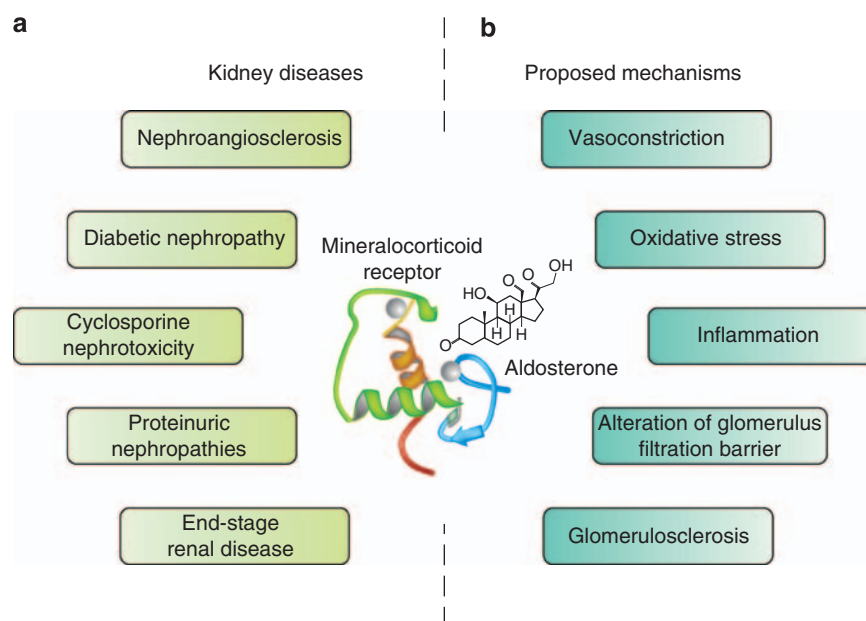 a
Kidney diseases
Nephroangiosclerosis
Diabetic nephropathy
Cyclosporine
nephrotoxicity
Proteinuric
nephropathies
End-stage
renal disease
Mineralocorticoid
receptor
OH
O
O
HO
H
H
H
O
Aldosterone
b
Proposed mechanisms
Vasoconstriction
Oxidative stress
Inflammation
Alteration of glomerulus
filtration barrier
Glomerulosclerosis